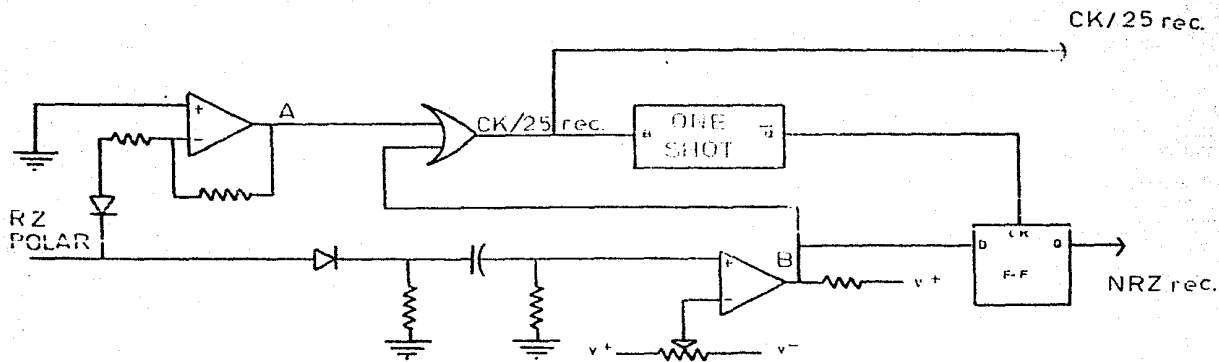 CK/25 rec.
+
A
-
CK/25 rec.
ONE
SHOT
RZ
POLAR
+
B
-
v+
v+
v-
D
CK
Q
F-F
NRZ rec.